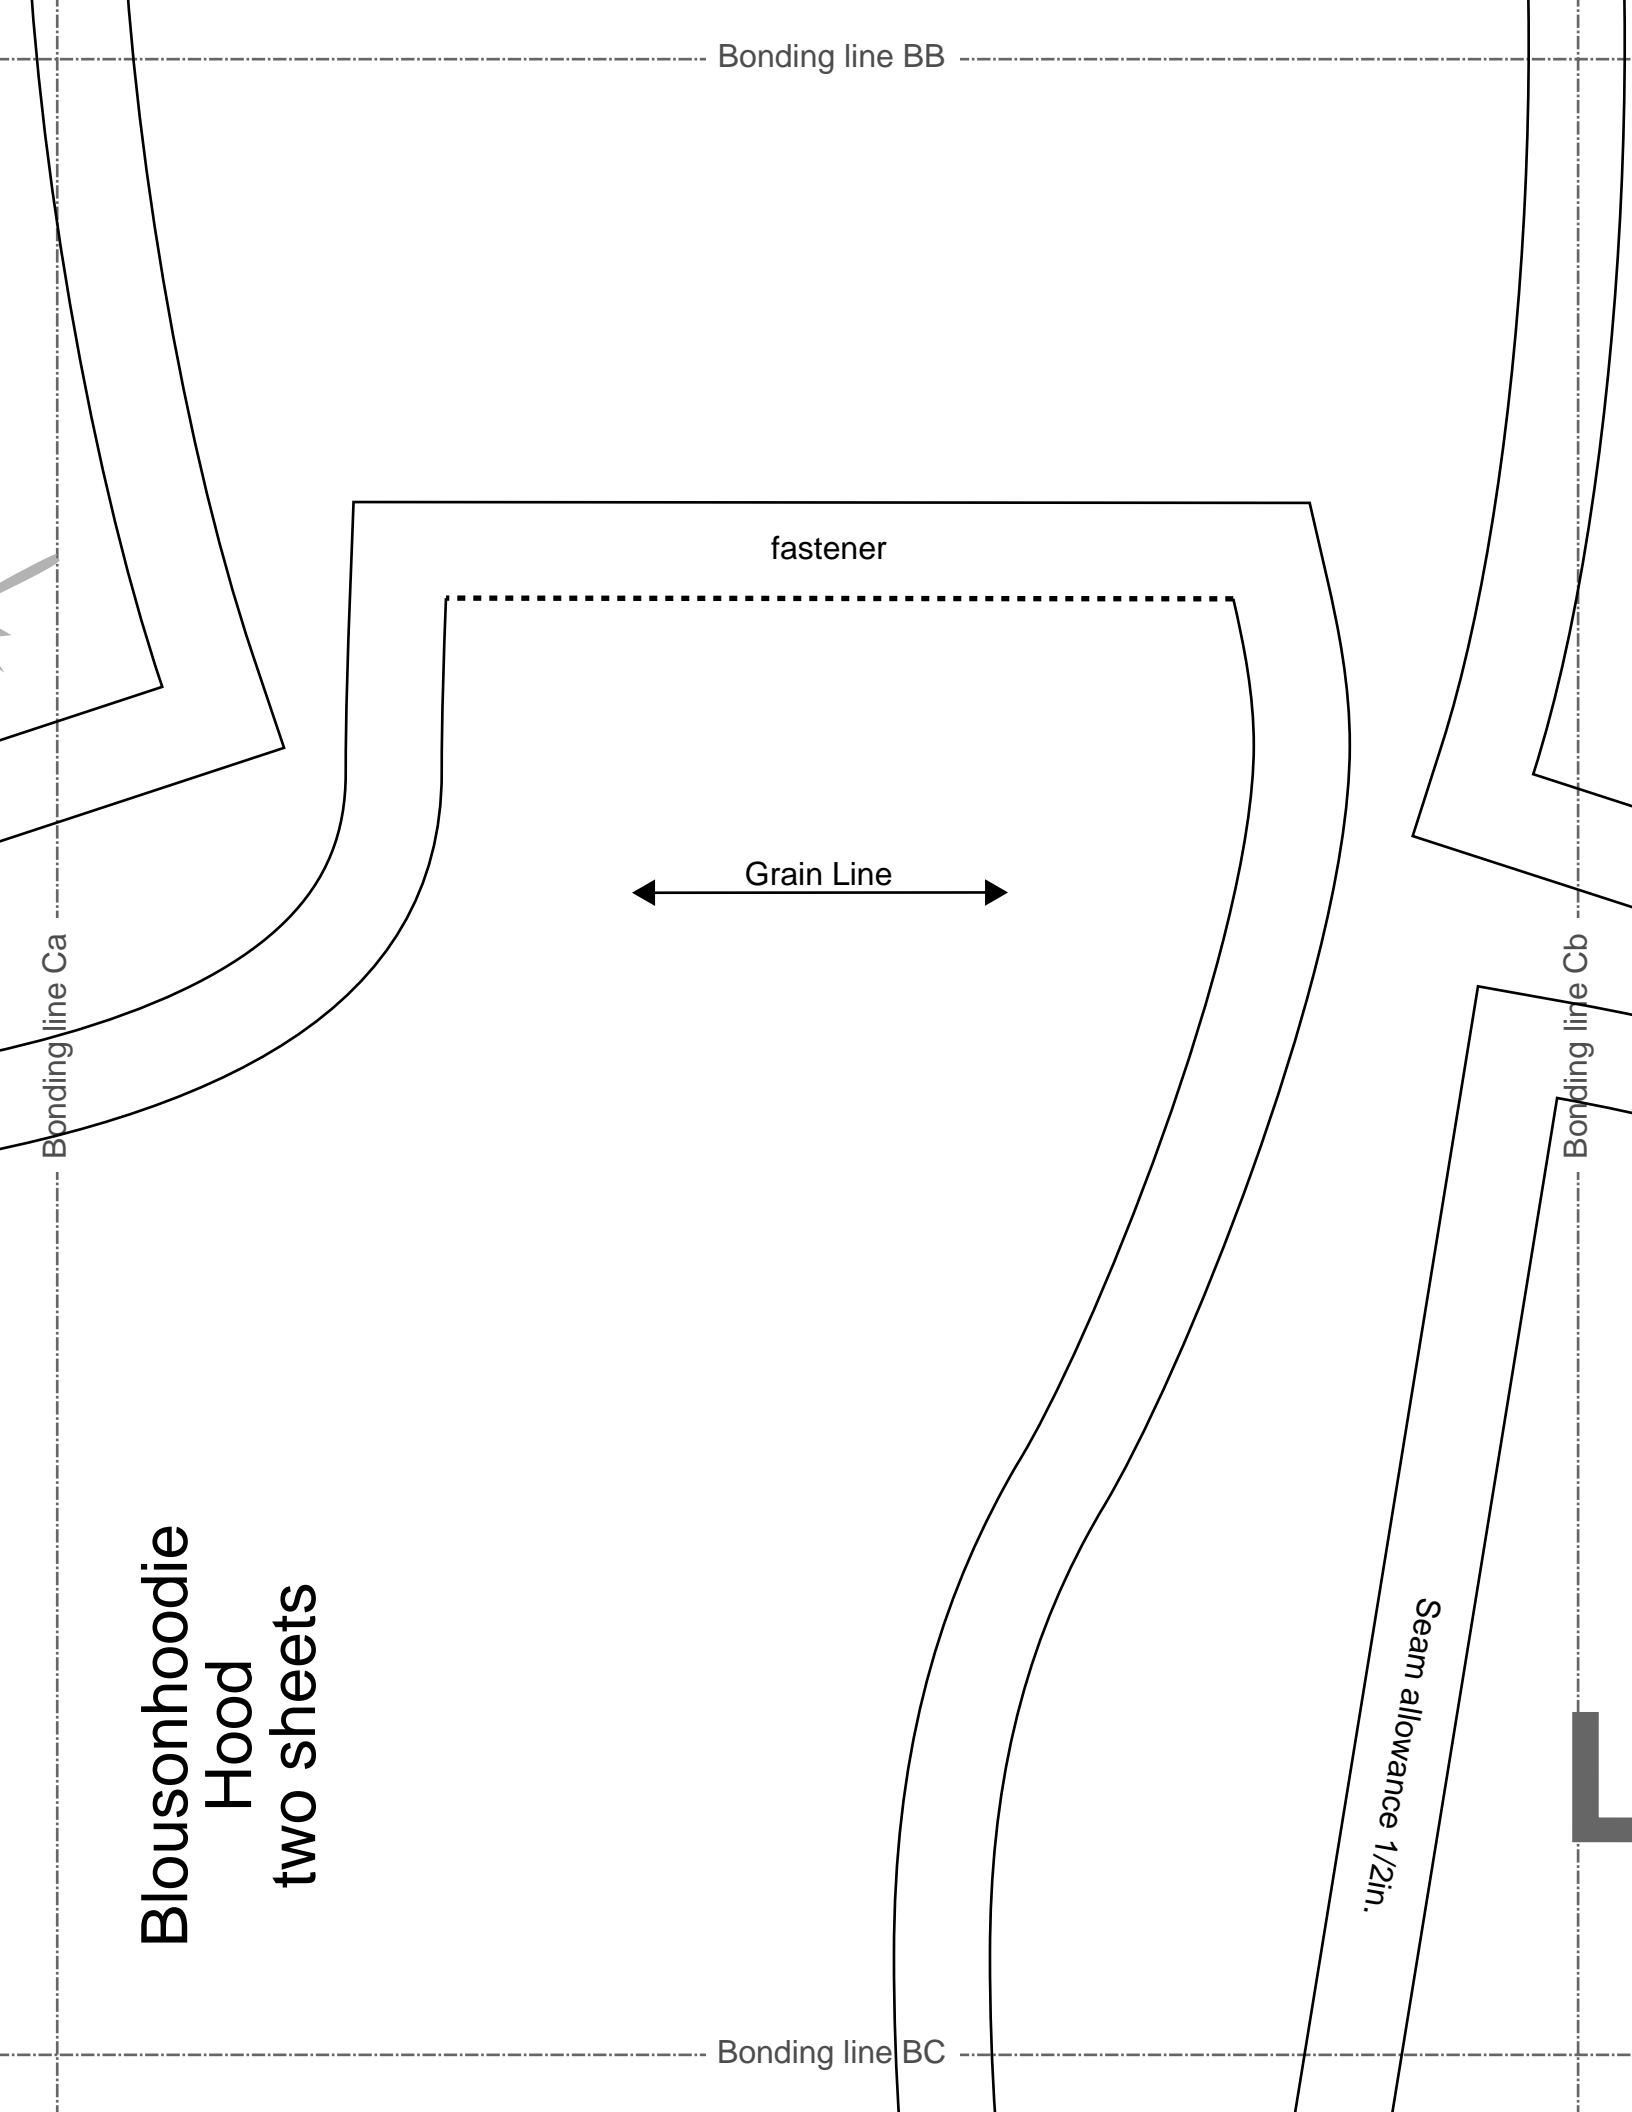 Bonding line BB
fastener
Grain Line
Bonding line Ca
Bonding line Cb
Blousonhoodie
Hood
two sheets
Seam allowance 1/2in.
L
Bonding line BC